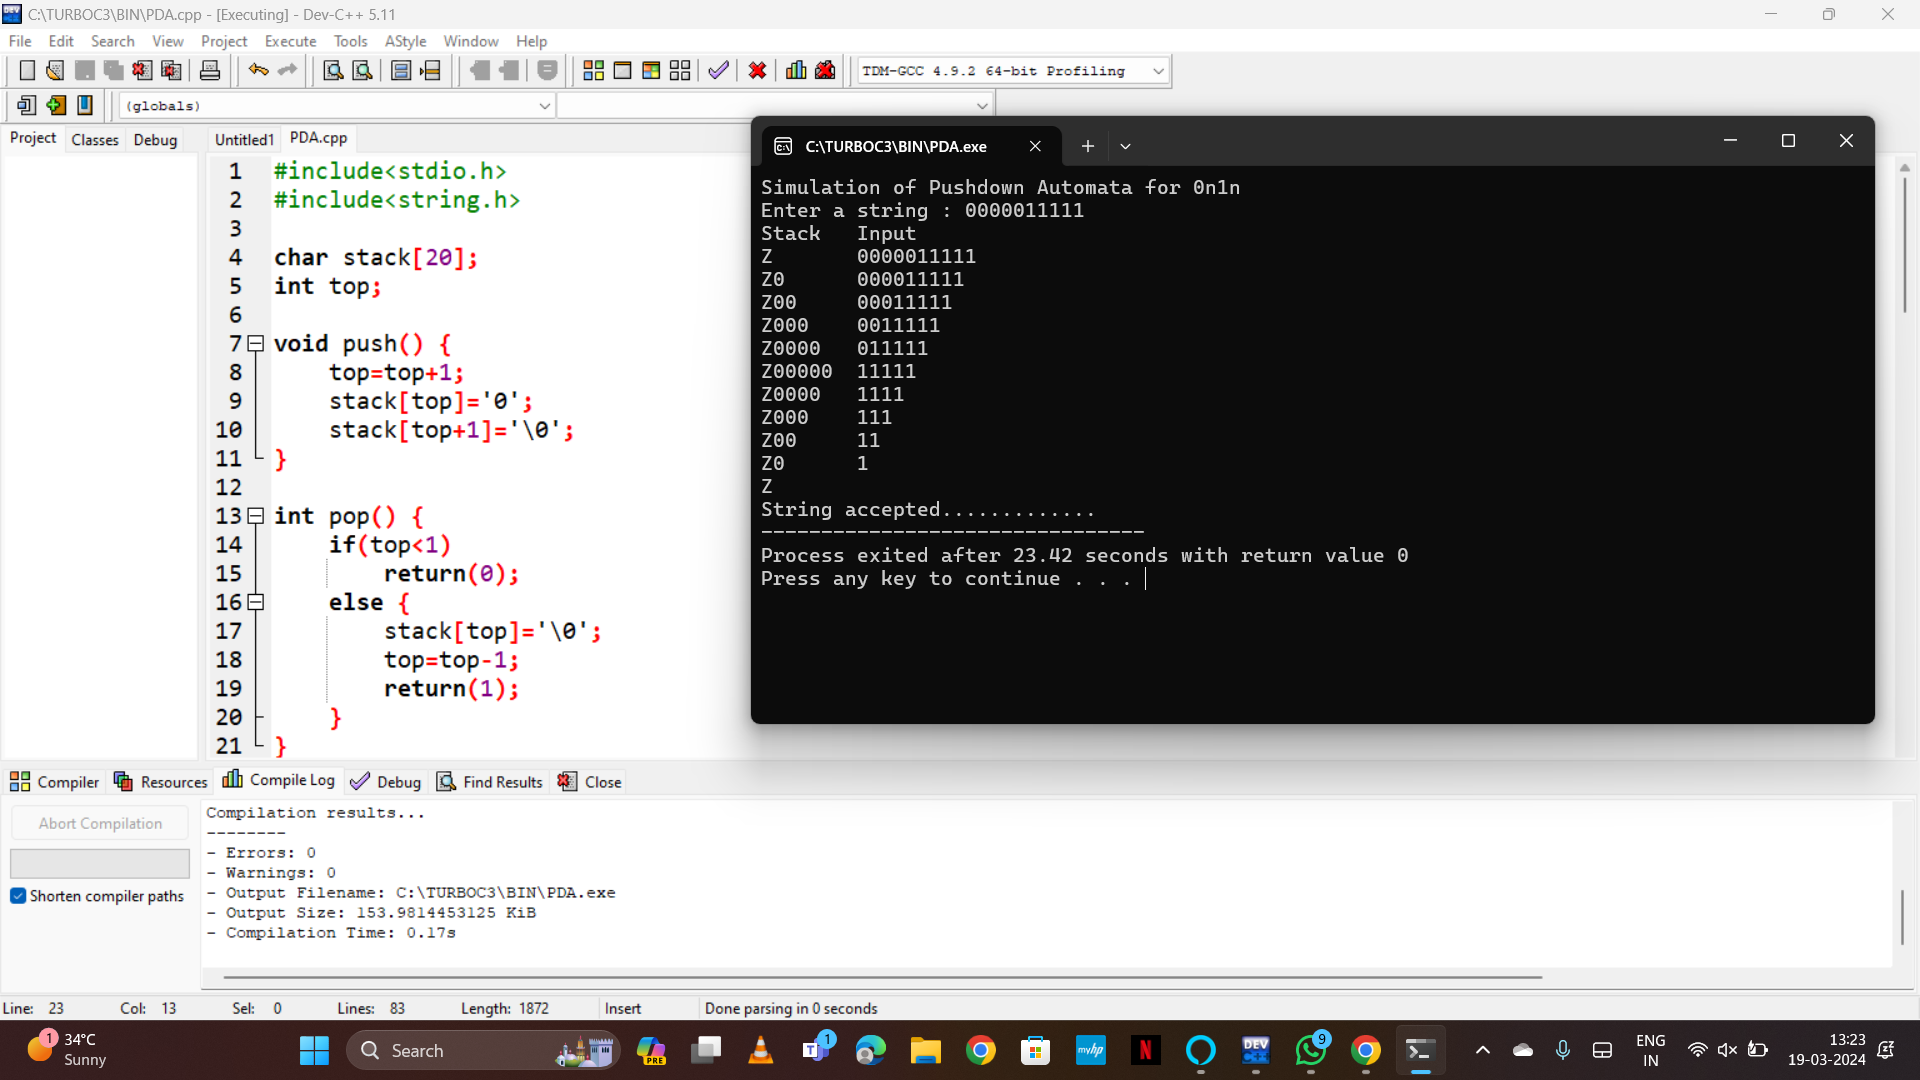 C:\TURBOC3\BIN\PDA.cpp - [Executing] - Dev-C++ 5.11
File Edit Search View Project Execute Tools AStyle Window Help
TDM-GCC 4.9.2 64-bit Profiling
(globals)
Project Classes Debug
Untitled1 PDA.cpp
1 #include<stdio.h>
2 #include<string.h>
3
4 char stack[20];
5 int top;
6
7 void push() {
8 top=top+1;
9 stack[top]='0';
10 stack[top+1]='\0';
11 }
12
13 int pop() {
14 if(top<1)
15 return(0);
16 else {
17 stack[top]='\0';
18 top=top-1;
19 return(1);
20 }
21 }
C:\TURBOC3\BIN\PDA.exe
Simulation of Pushdown Automata for 0n1n
Enter a string : 0000011111
Stack Input
Z 0000011111
Z0 000011111
Z00 00011111
Z000 0011111
Z0000 011111
Z00000 11111
Z0000 1111
Z000 111
Z00 11
Z0 1
Z
String accepted.............
--------------------------------
Process exited after 23.42 seconds with return value 0
Press any key to continue . . .
Compiler Resources Compile Log Debug Find Results Close
Abort Compilation
Shorten compiler paths
Compilation results...
--------
- Errors: 0
- Warnings: 0
- Output Filename: C:\TURBOC3\BIN\PDA.exe
- Output Size: 153.9814453125 KiB
- Compilation Time: 0.17s
Line: 23 Col: 13 Sel: 0 Lines: 83 Length: 1872 Insert Done parsing in 0 seconds
1
34°C
Sunny
Search
PRE
1
myhp
N
DEV
C++
9
ENG
IN
13:23
19-03-2024